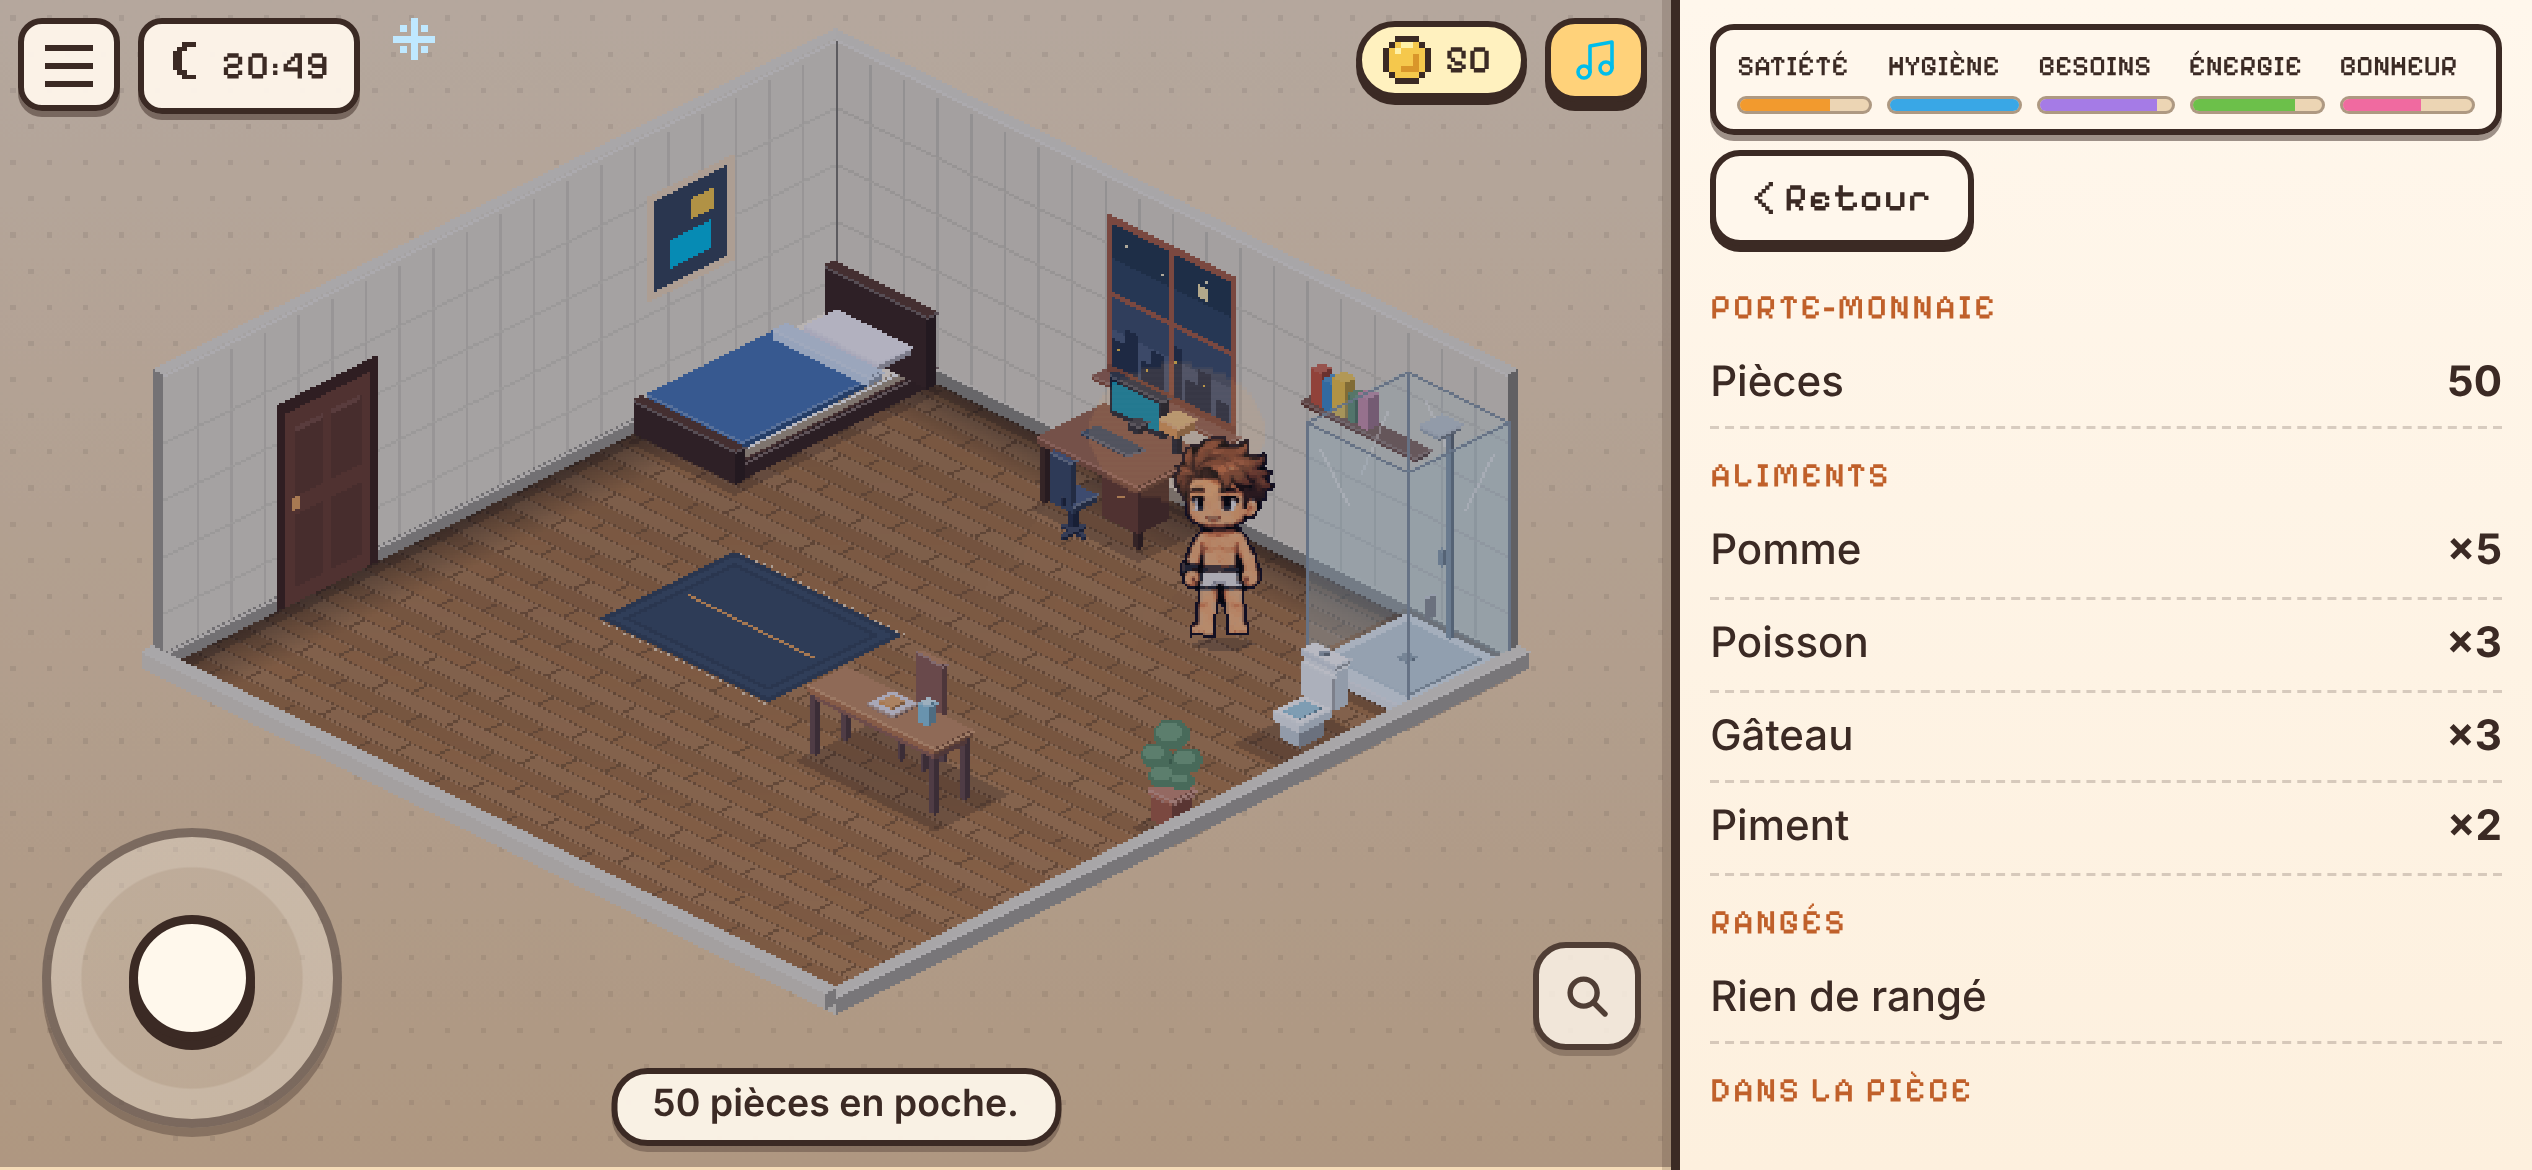 20:49
50
SATIÉTÉ HYGIÈNE BESOINS ÉNERGIE BONHEUR
Retour
PORTE-MONNAIE
Pièces 50
ALIMENTS
Pomme ×5
Poisson ×3
Gâteau ×3
Piment ×2
RANGÉS
Rien de rangé
DANS LA PIÈCE
50 pièces en poche.